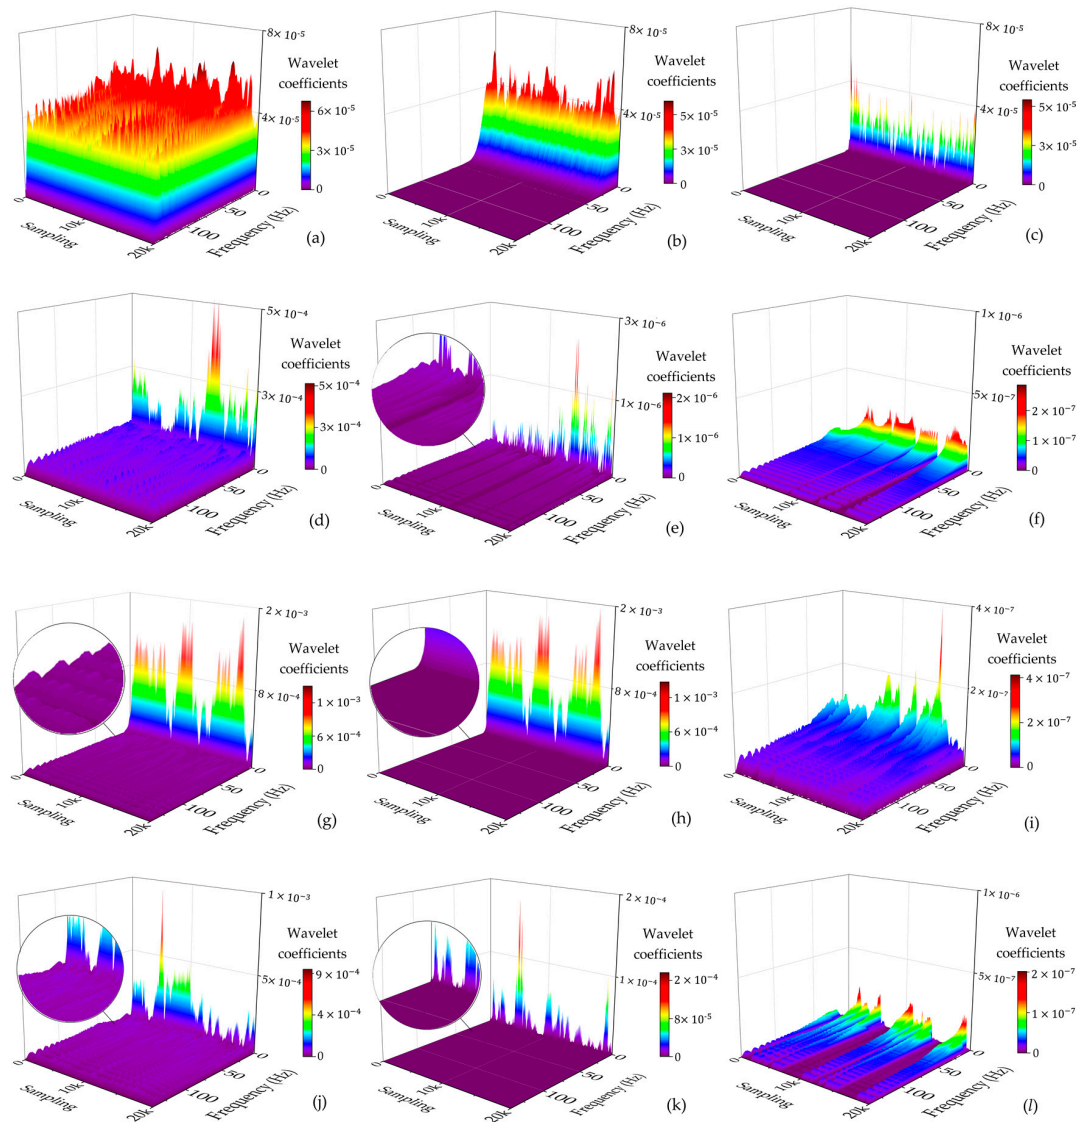 8× 10⁻⁵
Wavelet
coefficients
6× 10⁻⁵
4× 10⁻⁵
3× 10⁻⁵
0
0
0
50
10k
Sampling
100
Frequency (Hz)
20k
(a)
8× 10⁻⁵
Wavelet
coefficients
4× 10⁻⁵
5× 10⁻⁵
3× 10⁻⁵
0
0
0
50
10k
Sampling
100
Frequency (Hz)
20k
(b)
8× 10⁻⁵
Wavelet
coefficients
4× 10⁻⁵
5× 10⁻⁵
3× 10⁻⁵
0
0
0
50
10k
Sampling
100
Frequency (Hz)
20k
(c)
5× 10⁻⁴
Wavelet
coefficients
5× 10⁻⁴
3× 10⁻⁴
3× 10⁻⁴
0
0
0
50
10k
Sampling
100
Frequency (Hz)
20k
(d)
3× 10⁻⁶
Wavelet
coefficients
2× 10⁻⁶
1× 10⁻⁶
1× 10⁻⁶
0
0
0
50
10k
Sampling
100
Frequency (Hz)
20k
(e)
1× 10⁻⁶
Wavelet
coefficients
5× 10⁻⁷
2× 10⁻⁷
1× 10⁻⁷
0
0
0
50
10k
Sampling
100
Frequency (Hz)
20k
(f)
2× 10⁻³
Wavelet
coefficients
8× 10⁻⁴
1× 10⁻³
6× 10⁻⁴
0
0
0
50
10k
Sampling
100
Frequency (Hz)
20k
(g)
2× 10⁻³
Wavelet
coefficients
8× 10⁻⁴
1× 10⁻³
6× 10⁻⁴
0
0
0
50
10k
Sampling
100
Frequency (Hz)
20k
(h)
4× 10⁻⁷
Wavelet
coefficients
4× 10⁻⁷
2× 10⁻⁷
2× 10⁻⁷
0
0
0
50
10k
Sampling
100
Frequency (Hz)
20k
(i)
1× 10⁻³
Wavelet
coefficients
5× 10⁻⁴
9× 10⁻⁴
4× 10⁻⁴
0
0
0
50
10k
Sampling
100
Frequency (Hz)
20k
(j)
2× 10⁻⁴
Wavelet
coefficients
1× 10⁻⁴
2× 10⁻⁴
8× 10⁻⁵
0
0
0
50
10k
Sampling
100
Frequency (Hz)
20k
(k)
1× 10⁻⁶
Wavelet
coefficients
5× 10⁻⁷
2× 10⁻⁷
1× 10⁻⁷
0
0
0
50
10k
Sampling
100
Frequency (Hz)
20k
(l)